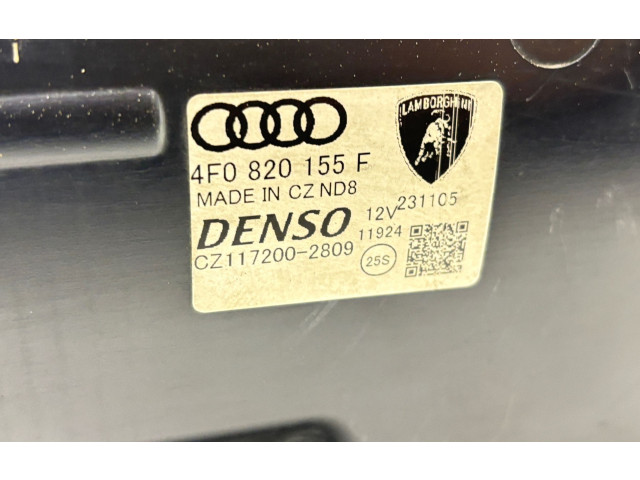 LAMBORGHINI
4F0 820 155 F
MADE IN CZ ND8
DENSO 12V 231105
11924
CZ117200-2809 25S